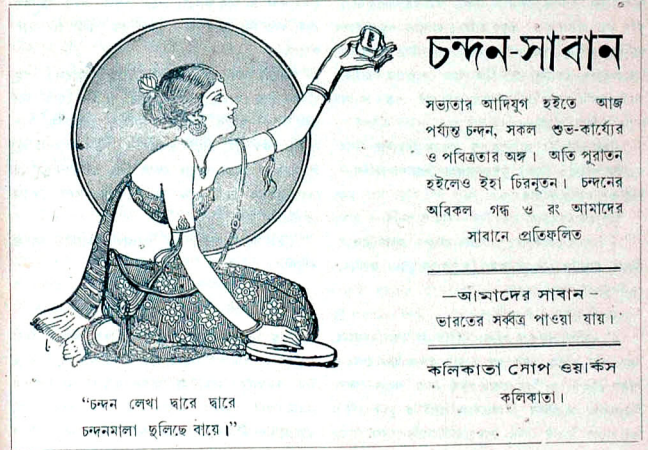 চন্দন-সাবান
সভ্যতার আদিযুগ হইতে আজ
পর্য্যন্ত চন্দন, সকল শুভ-কার্য্যের
ও পবিত্রতার অঙ্গ। অতি পুরাতন
হইলেও ইহা চিরনূতন। চন্দনের
অবিকল গন্ধ ও রং আমাদের
সাবানে প্রতিফলিত
—আমাদের সাবান—
ভারতের সর্ব্বত্র পাওয়া যায়।
কলিকাতা সোপ ওয়ার্কস
কলিকাতা।
“চন্দন লেখা দ্বারে দ্বারে
চন্দনমালা দুলিছে বায়ে।”